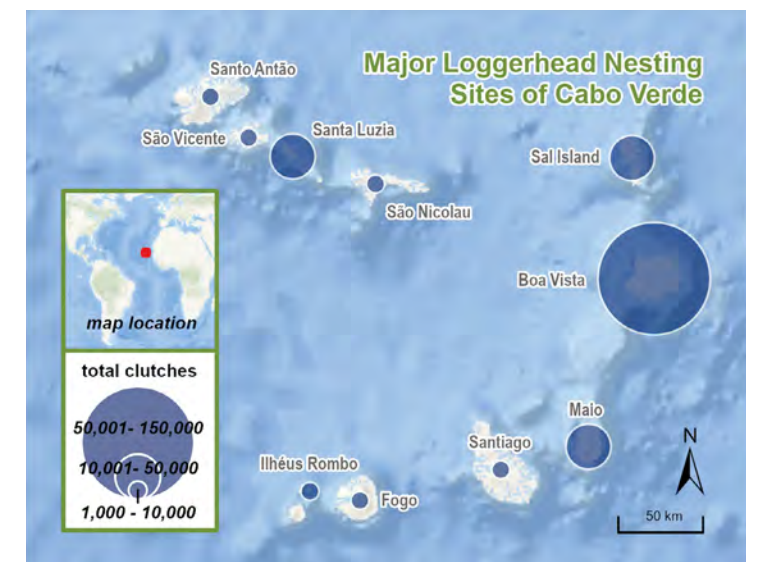 Major Loggerhead Nesting
Sites of Cabo Verde
Santo Antão
São Vicente
Santa Luzia
São Nicolau
Sal Island
Boa Vista
Maio
Santiago
Fogo
Ilhéus Rombo
map location
total clutches
50,001- 150,000
10,001- 50,000
1,000 - 10,000
N
50 km